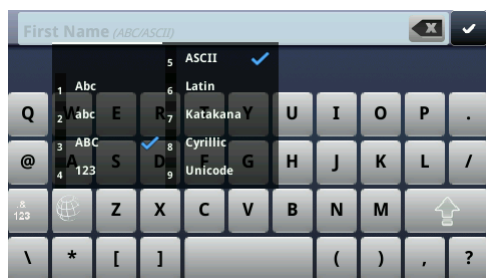 First Name (ABC/ASCII)
5 ASCII
1 Abc
6 Latin
2 abc
7 Katakana
3 ABC
8 Cyrillic
4 123
9 Unicode
Q W E R T Y U I O P .
@ A S D F G H J K L /
.& 123
Z X C V B N M
\ * [ ] ( ) , ?